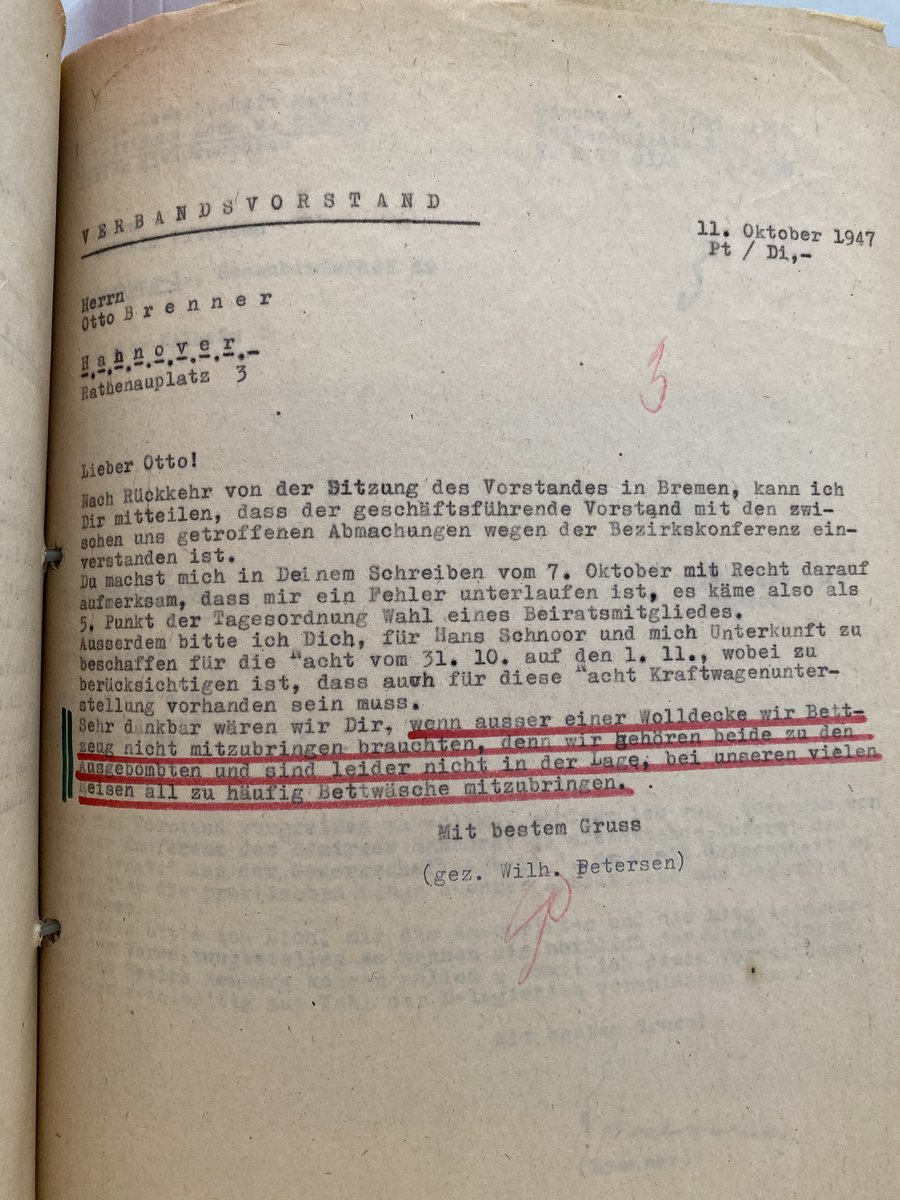 VERBANDSVORSTAND
11. Oktober 1947
Pt / Di,-
Herrn
Otto Brenner
Hahnover.-
Rathenauplatz 3
3
Lieber Otto!
Nach Rückkehr von der Sitzung des Vorstandes in Bremen, kann ich
Dir mitteilen, dass der geschäftsführende Vorstand mit den zwi-
schen uns getroffenen Abmachungen wegen der Bezirkskonferenz ein-
verstanden ist.
Du machst mich in Deinem Schreiben vom 7. Oktober mit Recht darauf
aufmerksam, dass mir ein Fehler unterlaufen ist, es käme also als
5. Punkt der Tagesordnung Wahl eines Beiratsmitgliedes.
Ausserdem bitte ich Dich, für Hans Schnoor und mich Unterkunft zu
beschaffen für die Nacht vom 31. 10. auf den 1. 11., wobei zu
berücksichtigen ist, dass auch für diese Nacht Kraftwagenunter-
stellung vorhanden sein muss.
Sehr dankbar wären wir Dir, wenn ausser einer Wolldecke wir Bett-
zeug nicht mitzubringen brauchten, denn wir gehören beide zu den
Ausgebombten und sind leider nicht in der Lage, bei unseren vielen
Reisen all zu häufig Bettwäsche mitzubringen.
Mit bestem Gruss
(gez. Wilh. Petersen)